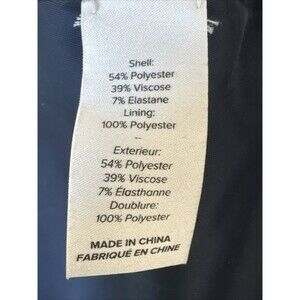 Shell:
54% Polyester
39% Viscose
7% Elastane
Lining:
100% Polyester
--
Exterieur:
54% Polyester
39% Viscose
7% Élasthanne
Doublure:
100% Polyester
MADE IN CHINA
FABRIQUÉ EN CHINE